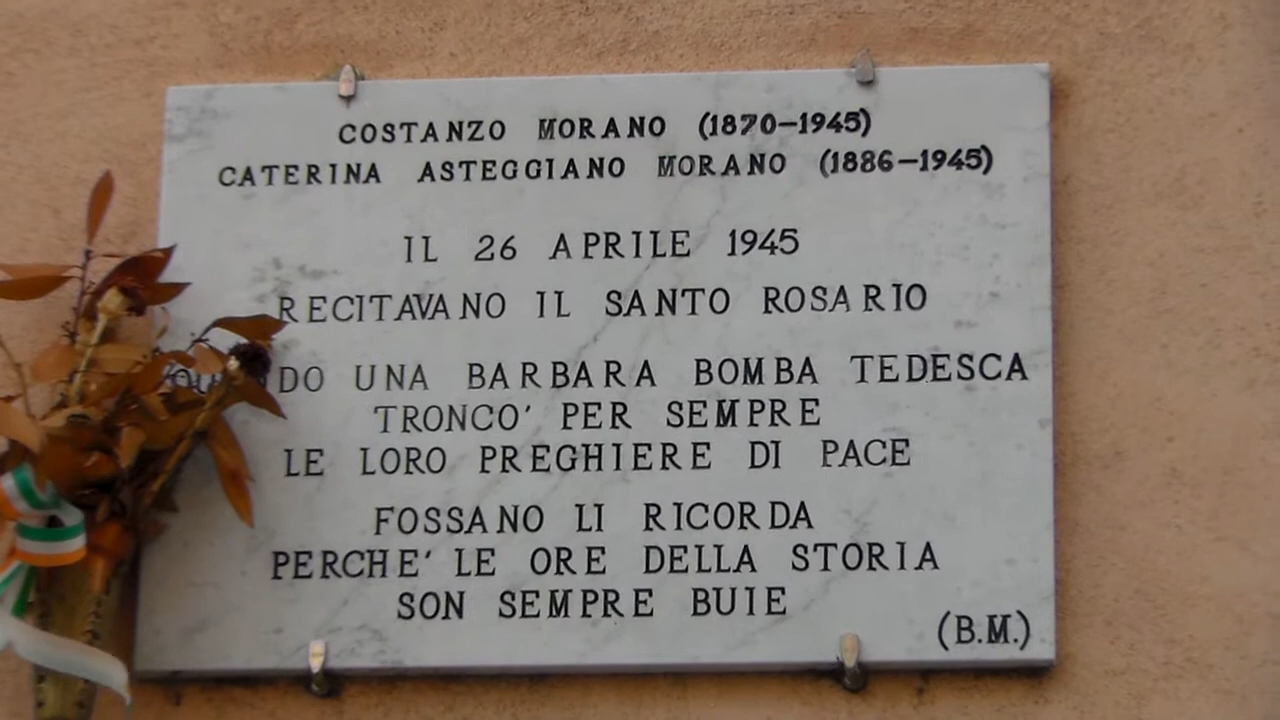 COSTANZO MORANO (1870-1945)
CATERINA ASTEGGIANO MORANO (1886-1945)
IL 26 APRILE 1945
RECITAVANO IL SANTO ROSARIO
QUANDO UNA BARBARA BOMBA TEDESCA
TRONCO' PER SEMPRE
LE LORO PREGHIERE DI PACE
FOSSANO LI RICORDA
PERCHE' LE ORE DELLA STORIA
SON SEMPRE BUIE
(B.M.)